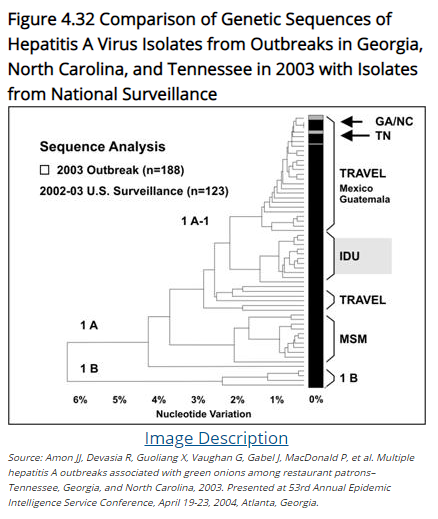 Figure 4.32 Comparison of Genetic Sequences of
Hepatitis A Virus Isolates from Outbreaks in Georgia,
North Carolina, and Tennessee in 2003 with Isolates
from National Surveillance
Sequence Analysis
2003 Outbreak (n=188)
2002-03 U.S. Surveillance (n=123)
GA/NC
TN
TRAVEL
Mexico
Guatemala
1 A-1
IDU
TRAVEL
1 A
MSM
1 B
1 B
6% 5% 4% 3% 2% 1% 0%
Nucleotide Variation
Image Description
Source: Amon JJ, Devasia R, Guoliang X, Vaughan G, Gabel J, MacDonald P, et al. Multiple
hepatitis A outbreaks associated with green onions among restaurant patrons–
Tennessee, Georgia, and North Carolina, 2003. Presented at 53rd Annual Epidemic
Intelligence Service Conference, April 19-23, 2004, Atlanta, Georgia.